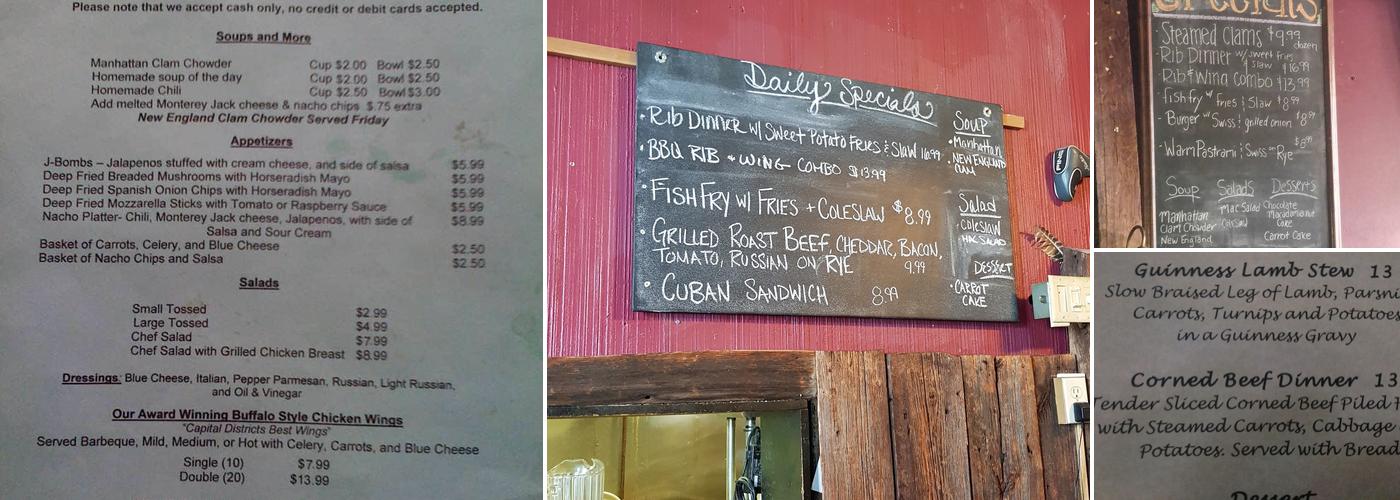 Please note that we accept cash only, no credit or debit cards accepted.
Soups and More
Manhattan Clam Chowder Cup $2.00 Bowl $2.50
Homemade soup of the day Cup $2.00 Bowl $2.50
Homemade Chili Cup $2.50 Bowl $3.00
Add melted Monterey Jack cheese & nacho chips $.75 extra
New England Clam Chowder Served Friday
Appetizers
J-Bombs – Jalapenos stuffed with cream cheese, and side of salsa $5.99
Deep Fried Breaded Mushrooms with Horseradish Mayo $5.99
Deep Fried Spanish Onion Chips with Horseradish Mayo $5.99
Deep Fried Mozzarella Sticks with Tomato or Raspberry Sauce $5.99
Nacho Platter- Chili, Monterey Jack cheese, Jalapenos, with side of $8.99
Salsa and Sour Cream
Basket of Carrots, Celery, and Blue Cheese $2.50
Basket of Nacho Chips and Salsa $2.50
Salads
Small Tossed $2.99
Large Tossed $4.99
Chef Salad $7.99
Chef Salad with Grilled Chicken Breast $8.99
Dressings: Blue Cheese, Italian, Pepper Parmesan, Russian, Light Russian,
and Oil & Vinegar
Our Award Winning Buffalo Style Chicken Wings
"Capital Districts Best Wings"
Served Barbeque, Mild, Medium, or Hot with Celery, Carrots, and Blue Cheese
Single (10) $7.99
Double (20) $13.99
Daily Specials
• Rib Dinner w/ Sweet Potato Fries & Slaw 16.99
• BBQ Rib + Wing Combo $13.99
• Fish Fry w/ Fries + Coleslaw $8.99
• Grilled Roast Beef, Cheddar, Bacon,
Tomato, Russian on Rye 9.99
• Cuban Sandwich 8.99
Soup
• Manhattan
• New England
Clam
Salad
• Coleslaw
Mac Salad
Dessert
• Carrot
Cake
PING
Specials
• Steamed Clams $9.99 dozen
• Rib Dinner w/ sweet fries
& slaw $16.99
• Rib & Wing Combo $13.99
• Fish fry w/ Fries & Slaw $8.99
• Burger w/ Swiss & grilled onion $8.99
• Warm Pastrami & Swiss on Rye $8.99
Soup
Manhattan
Clam Chowder
New England
Salads
Mac Salad
Desserts
Chocolate
Macadamia nut
Cake
Carrot Cake
Guinness Lamb Stew 13
Slow Braised Leg of Lamb, Parsni
Carrots, Turnips and Potatoes
in a Guinness Gravy
Corned Beef Dinner 13
Tender Sliced Corned Beef Piled H
with Steamed Carrots, Cabbage
Potatoes. Served with Bread
Dessert